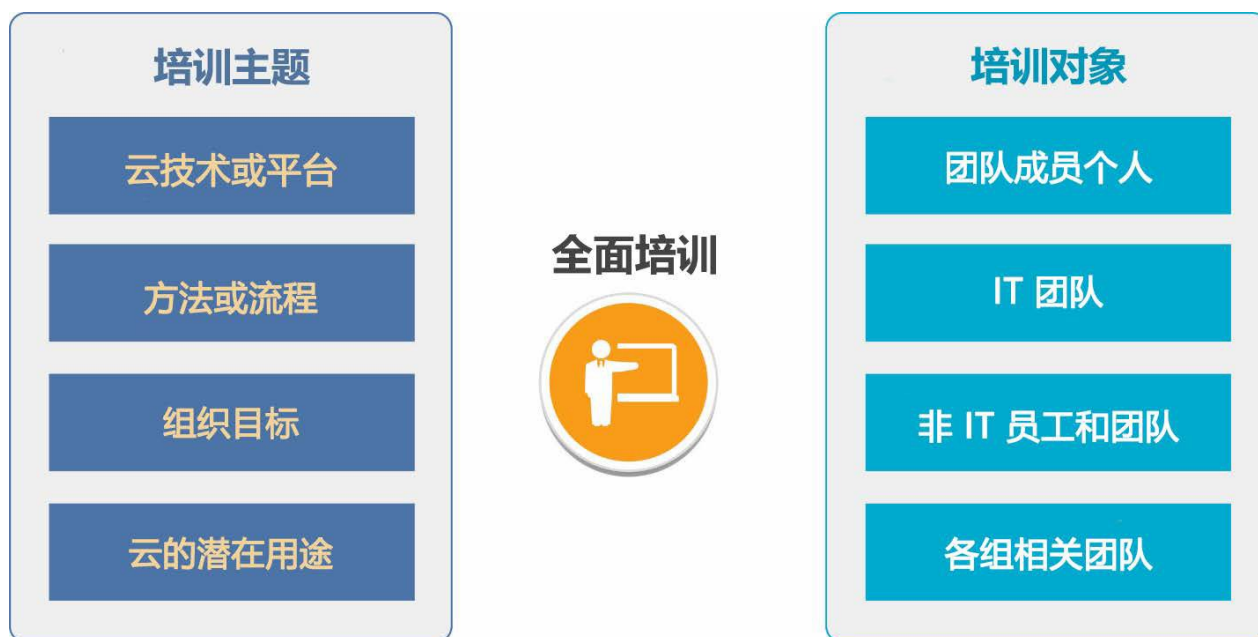 培训主题
云技术或平台
方法或流程
组织目标
云的潜在用途
全面培训
培训对象
团队成员个人
IT 团队
非 IT 员工和团队
各组相关团队